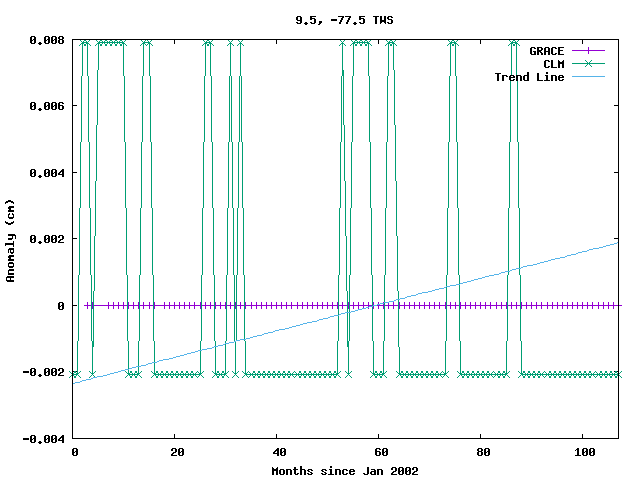 9.5, -77.5 TWS
GRACE
CLM
Trend Line
0.008
0.006
0.004
0.002
0
-0.002
-0.004
Anomaly (cm)
0 20 40 60 80 100
Months since Jan 2002